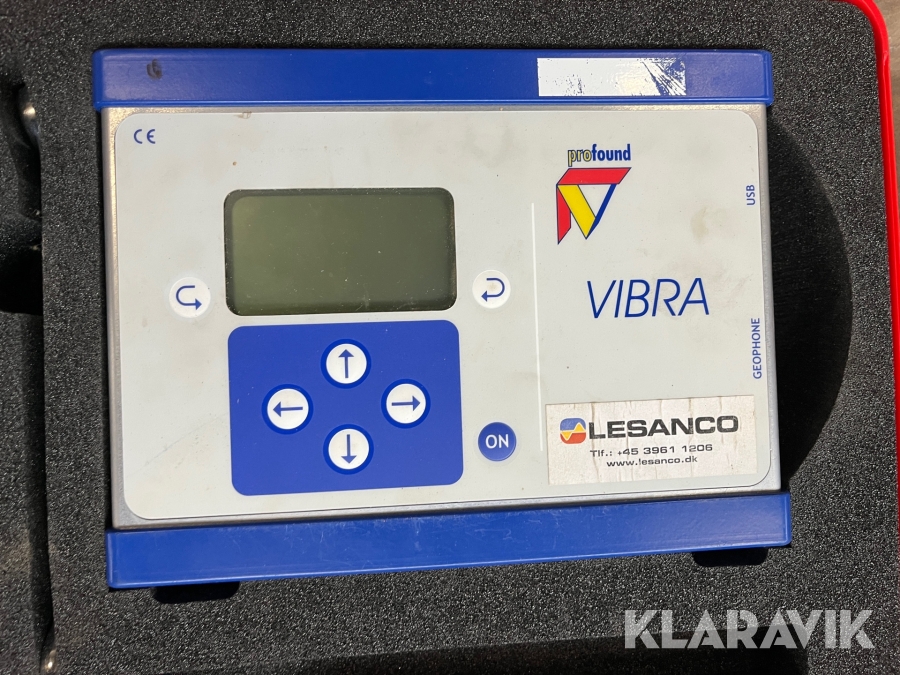 CE
profound
USB
VIBRA
GEOPHONE
ON
LESANCO
Tlf.: +45 3961 1206
www.lesanco.dk
KLARAVIK